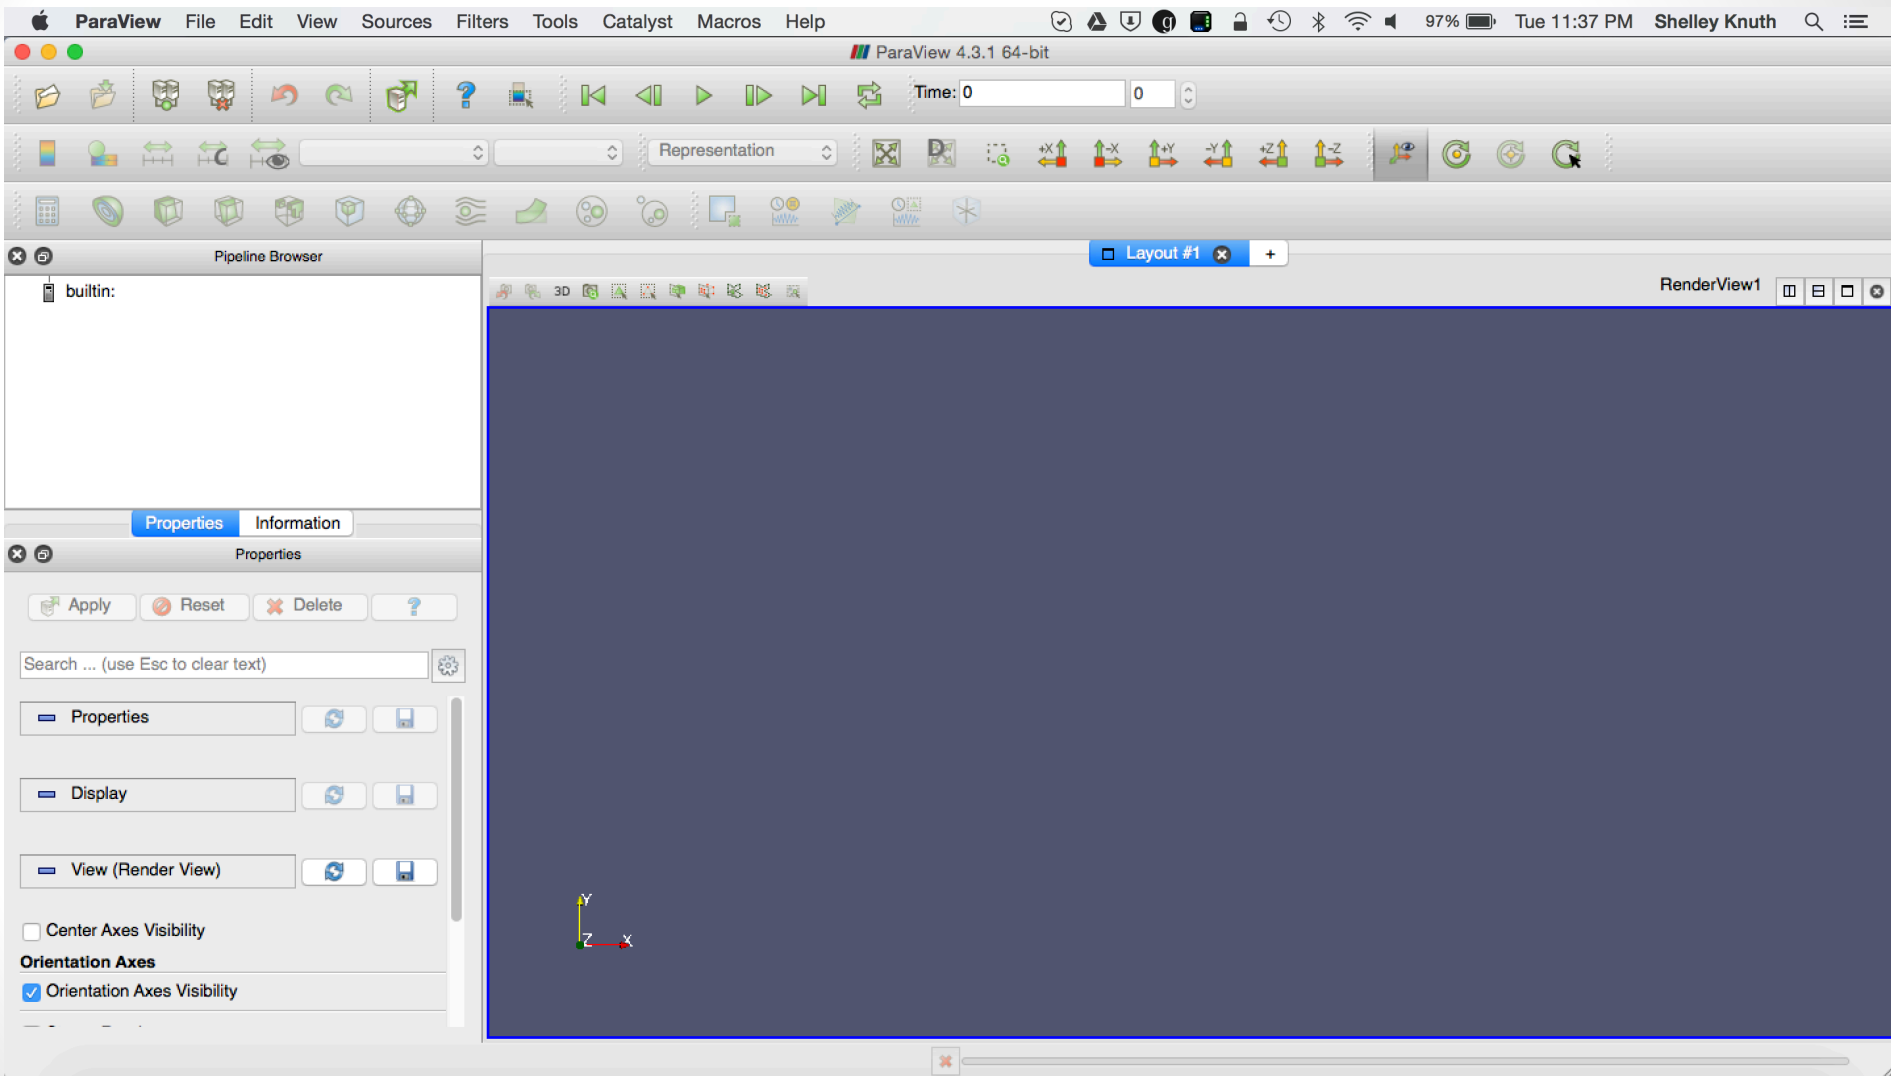 ParaView File Edit View Sources Filters Tools Catalyst Macros Help 97% Tue 11:37 PM Shelley Knuth
ParaView 4.3.1 64-bit
Time: 0 0
Representation +X -X +Y -Y +Z -Z
Pipeline Browser
Layout #1 +
builtin:
3D
RenderView1
Properties Information
Properties
Apply Reset Delete ?
Search ... (use Esc to clear text)
Properties
Display
View (Render View)
Center Axes Visibility
Orientation Axes
Orientation Axes Visibility
Y
Z X